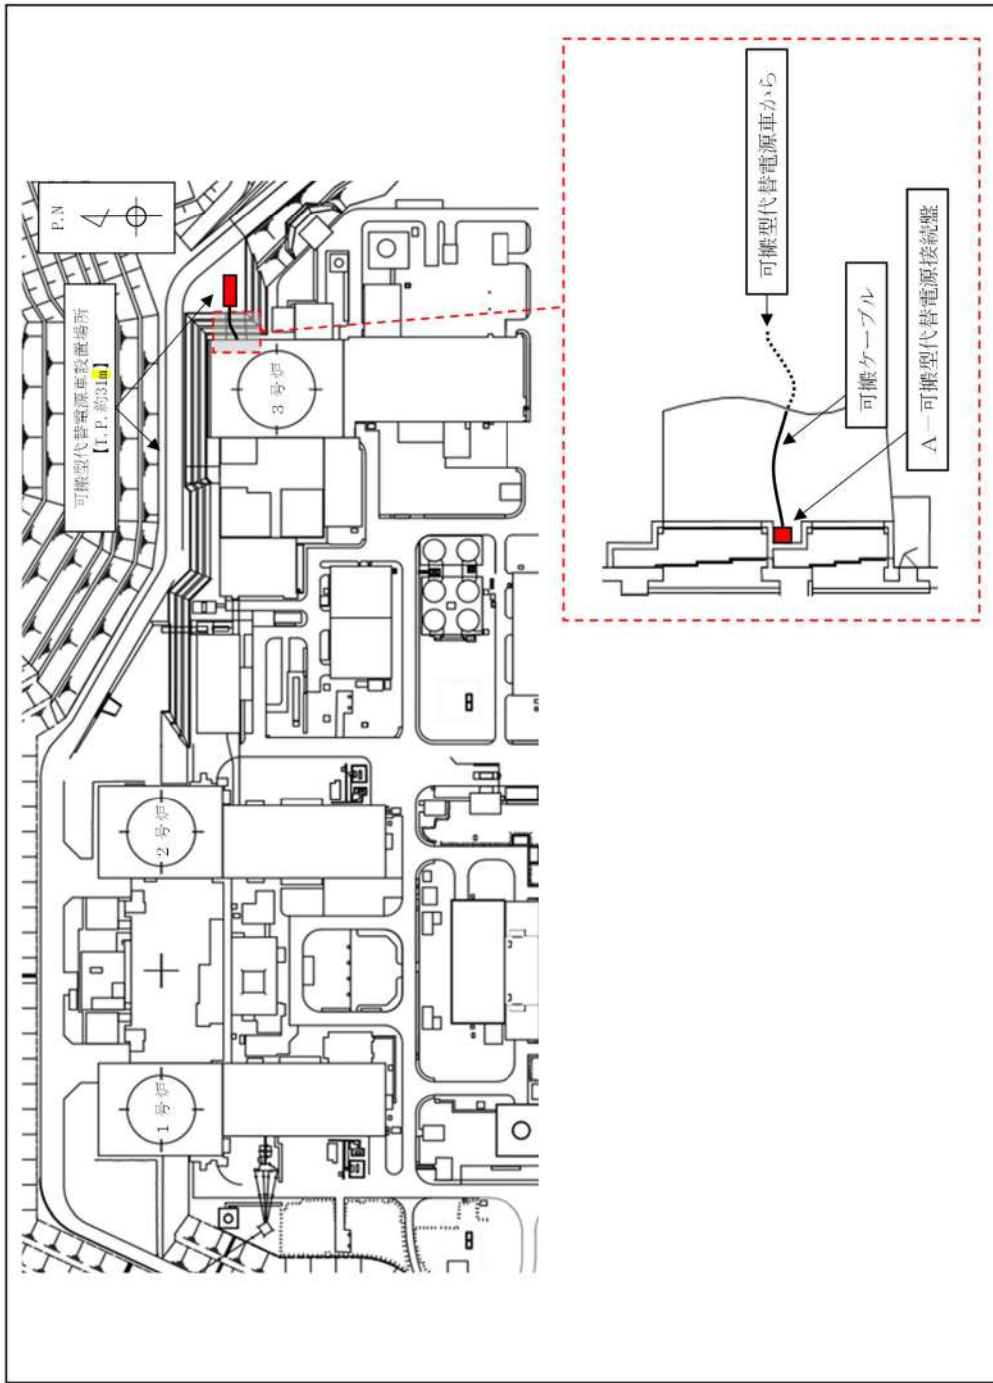 P.N
可搬型代替電源車設置場所
【T.P. 約31m】
3号炉
2号炉
1号炉
可搬型代替電源車から
可搬ケーブル
A-可搬型代替電源接続盤